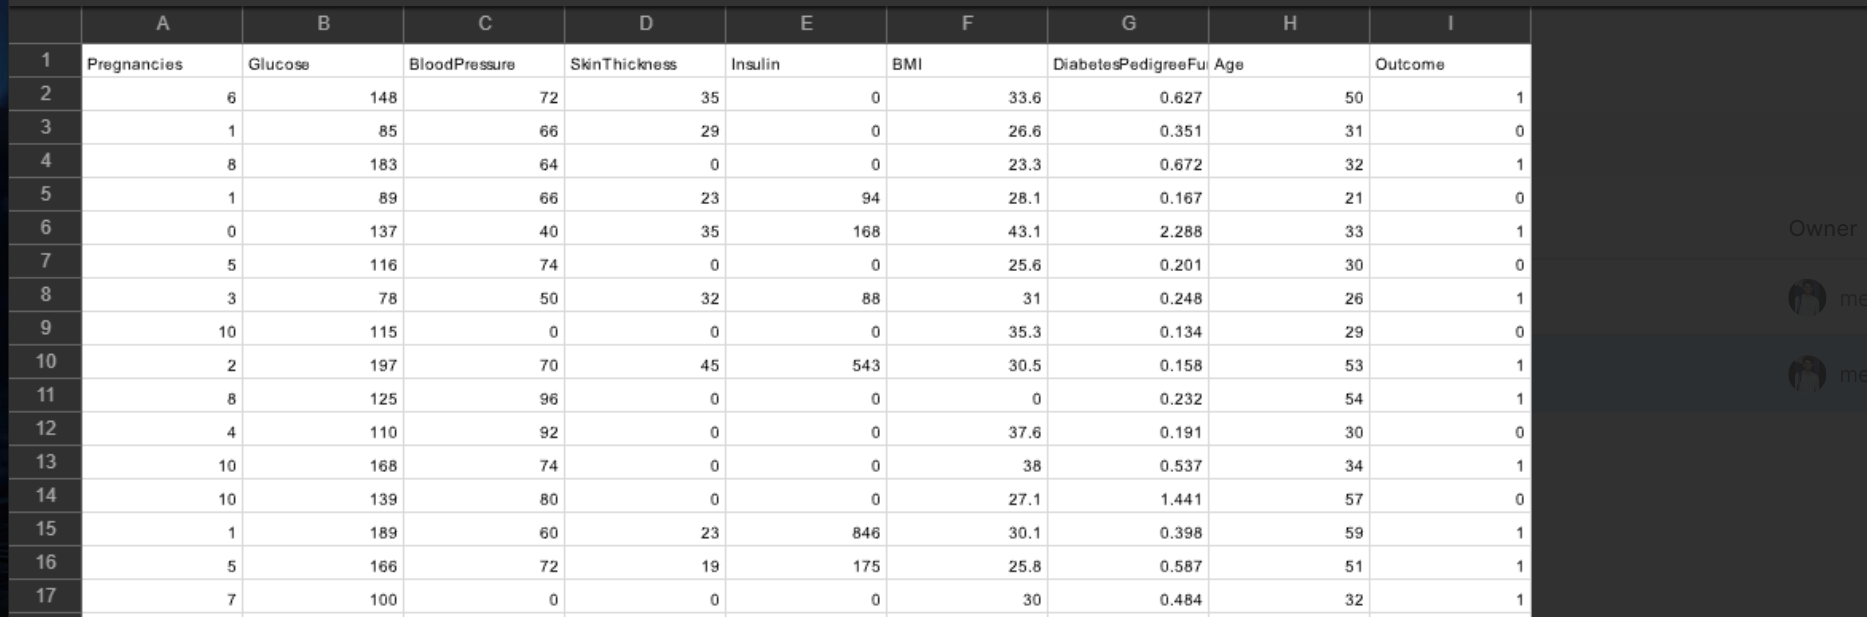 A B C D E F G H I
1 Pregnancies Glucose BloodPressure SkinThickness Insulin BMI DiabetesPedigreeFu Age Outcome
2 6 148 72 35 0 33.6 0.627 50 1
3 1 85 66 29 0 26.6 0.351 31 0
4 8 183 64 0 0 23.3 0.672 32 1
5 1 89 66 23 94 28.1 0.167 21 0
6 0 137 40 35 168 43.1 2.288 33 1
Owner
7 5 116 74 0 0 25.6 0.201 30 0
8 3 78 50 32 88 31 0.248 26 1
me
9 10 115 0 0 0 35.3 0.134 29 0
10 2 197 70 45 543 30.5 0.158 53 1
me
11 8 125 96 0 0 0 0.232 54 1
12 4 110 92 0 0 37.6 0.191 30 0
13 10 168 74 0 0 38 0.537 34 1
14 10 139 80 0 0 27.1 1.441 57 0
15 1 189 60 23 846 30.1 0.398 59 1
16 5 166 72 19 175 25.8 0.587 51 1
17 7 100 0 0 0 30 0.484 32 1